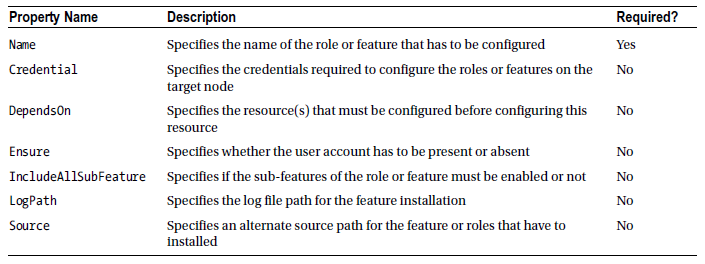 Property Name Description Required?
Name Specifies the name of the role or feature that has to be configured Yes
Credential Specifies the credentials required to configure the roles or features on the No
target node
DependsOn Specifies the resource(s) that must be configured before configuring this No
resource
Ensure Specifies whether the user account has to be present or absent No
IncludeAllSubFeature Specifies if the sub-features of the role or feature must be enabled or not No
LogPath Specifies the log file path for the feature installation No
Source Specifies an alternate source path for the feature or roles that have to No
installed